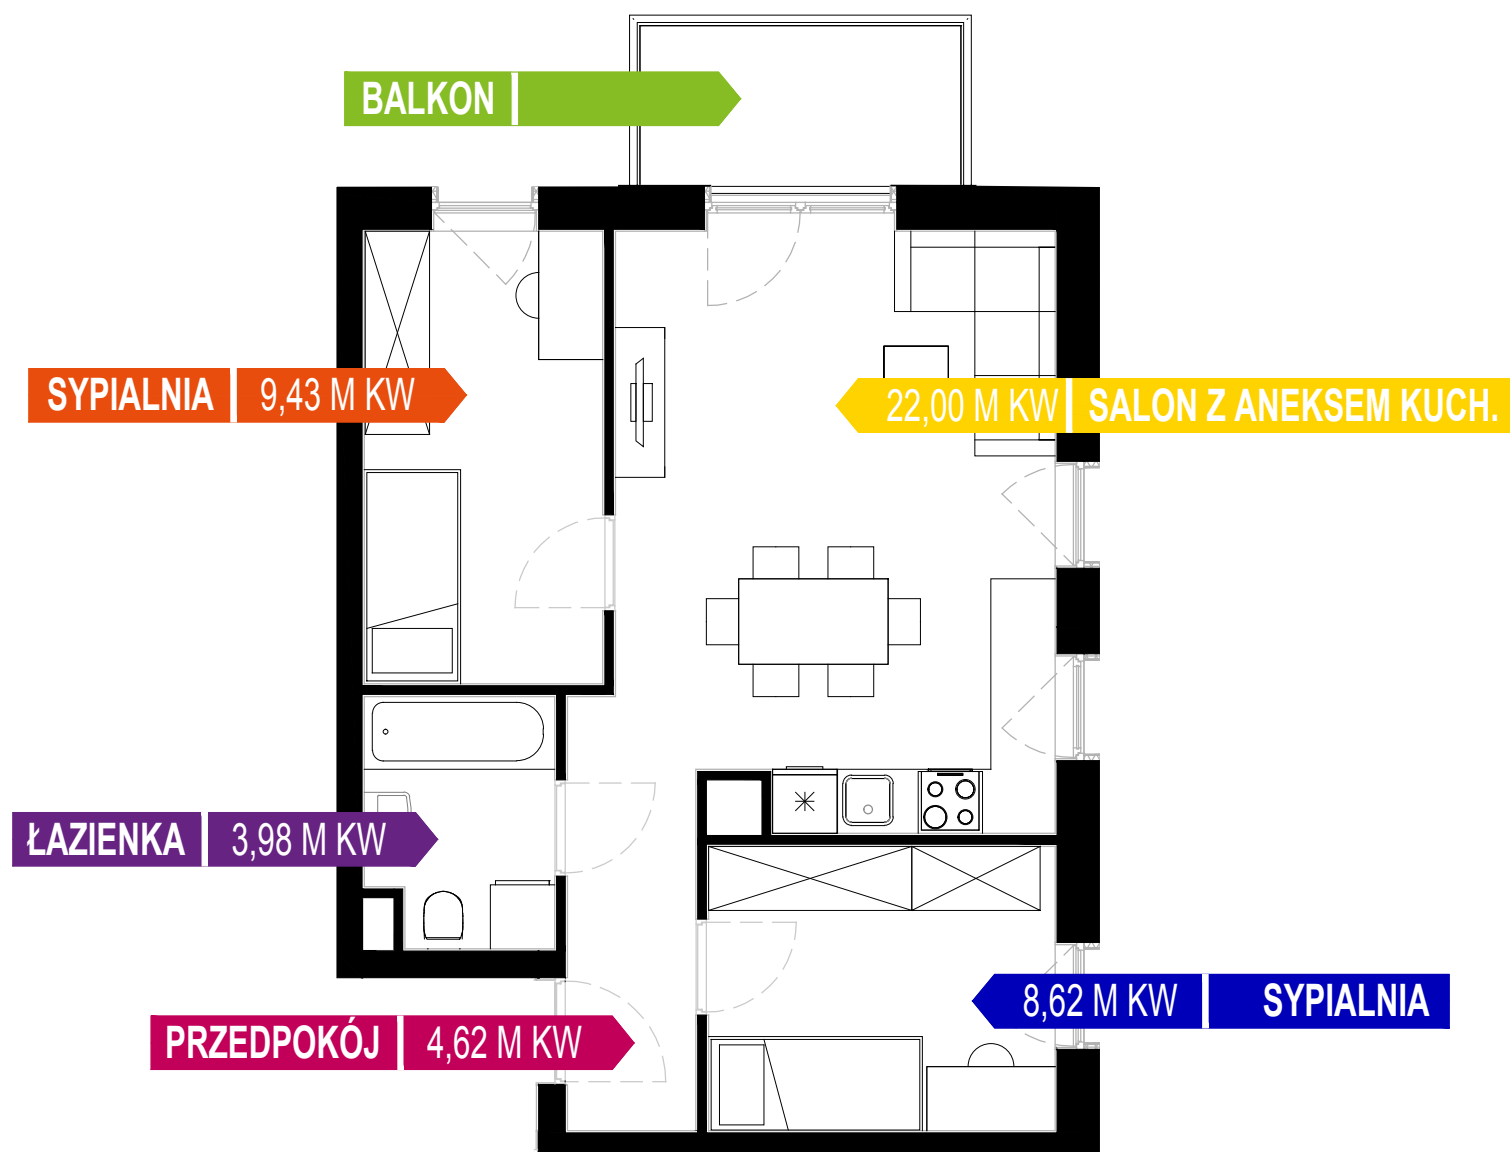 BALKON
SYPIALNIA 9,43 M KW
22,00 M KW SALON Z ANEKSEM KUCH.
ŁAZIENKA 3,98 M KW
8,62 M KW SYPIALNIA
PRZEDPOKÓJ 4,62 M KW